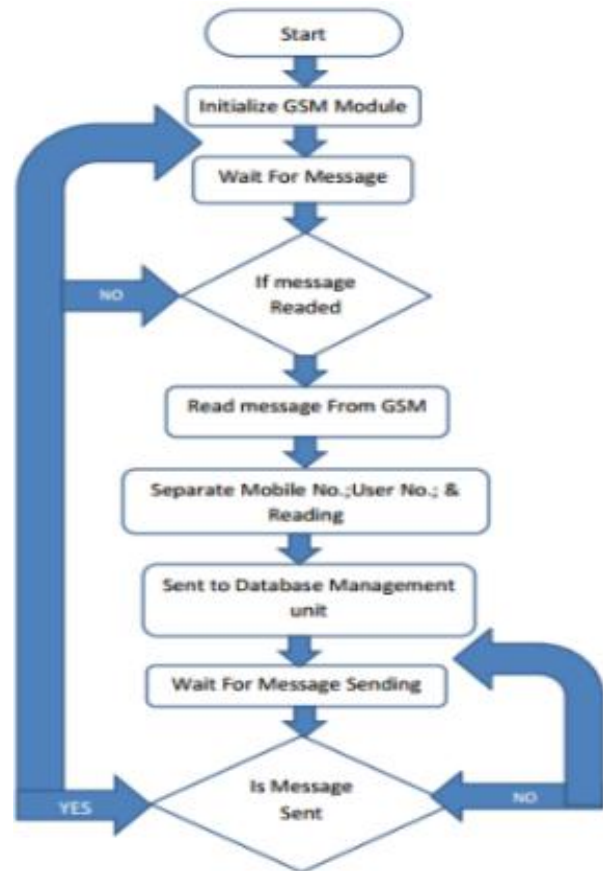 Start
Initialize GSM Module
Wait For Message
If message
Readed
NO
Read message From GSM
Separate Mobile No.;User No.; &
Reading
Sent to Database Management
unit
Wait For Message Sending
Is Message
Sent
YES
NO